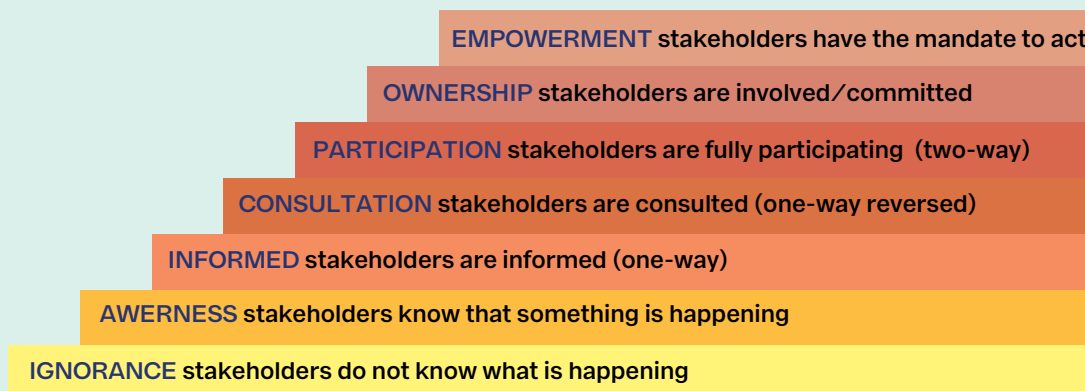 EMPOWERMENT stakeholders have the mandate to act
OWNERSHIP stakeholders are involved/committed
PARTICIPATION stakeholders are fully participating (two-way)
CONSULTATION stakeholders are consulted (one-way reversed)
INFORMED stakeholders are informed (one-way)
AWERNESS stakeholders know that something is happening
IGNORANCE stakeholders do not know what is happening